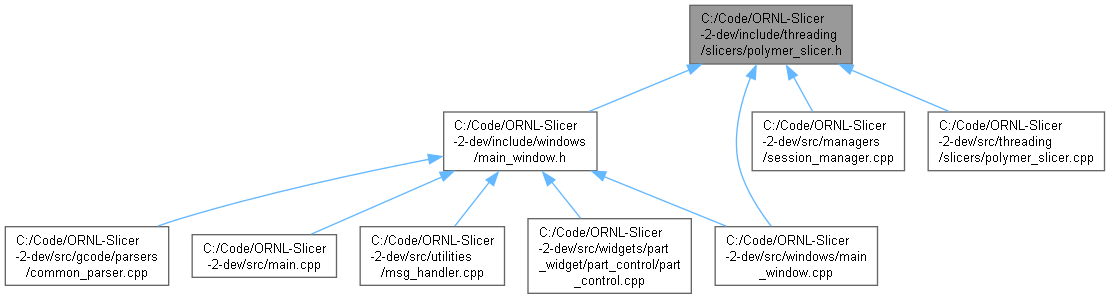 C:/Code/ORNL-Slicer
-2-dev/include/threading
/slicers/polymer_slicer.h
C:/Code/ORNL-Slicer
-2-dev/include/windows
/main_window.h
C:/Code/ORNL-Slicer
-2-dev/src/managers
/session_manager.cpp
C:/Code/ORNL-Slicer
-2-dev/src/threading
/slicers/polymer_slicer.cpp
C:/Code/ORNL-Slicer
-2-dev/src/gcode/parsers
/common_parser.cpp
C:/Code/ORNL-Slicer
-2-dev/src/main.cpp
C:/Code/ORNL-Slicer
-2-dev/src/utilities
/msg_handler.cpp
C:/Code/ORNL-Slicer
-2-dev/src/widgets/part
_widget/part_control/part
_control.cpp
C:/Code/ORNL-Slicer
-2-dev/src/windows/main
_window.cpp